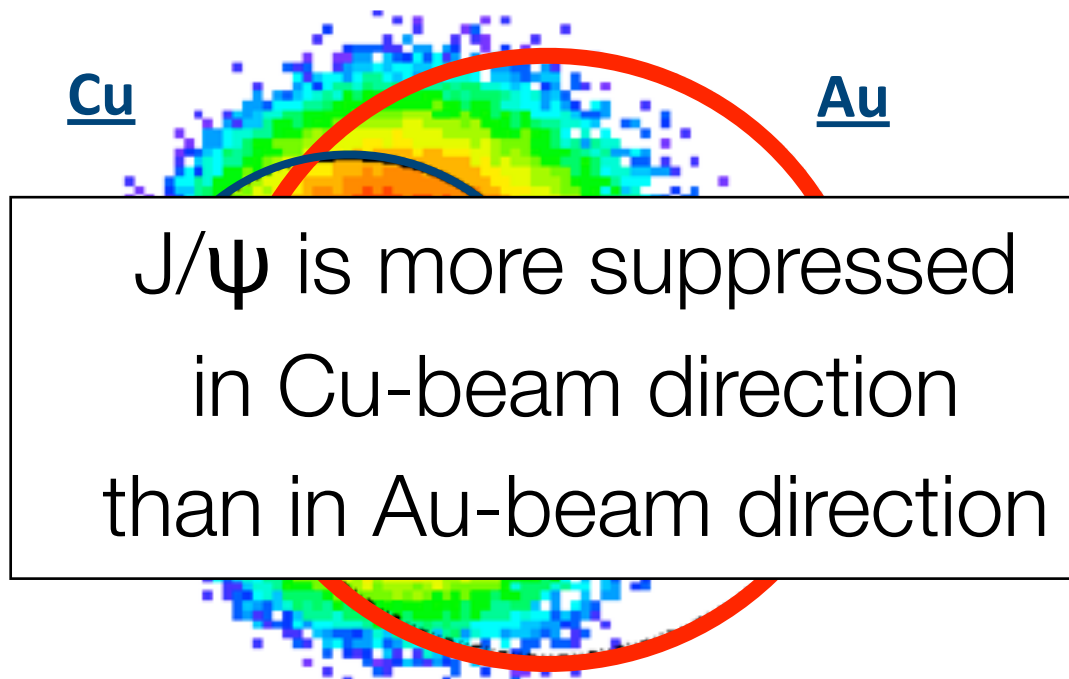 Cu
Au
J/ψ is more suppressed
in Cu-beam direction
than in Au-beam direction